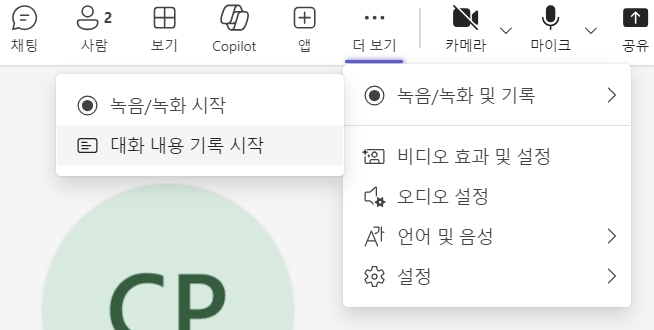 채팅
사람 2
보기
Copilot
앱
더 보기
카메라
마이크
공유
녹음/녹화 시작
대화 내용 기록 시작
녹음/녹화 및 기록
비디오 효과 및 설정
오디오 설정
언어 및 음성
설정
CP